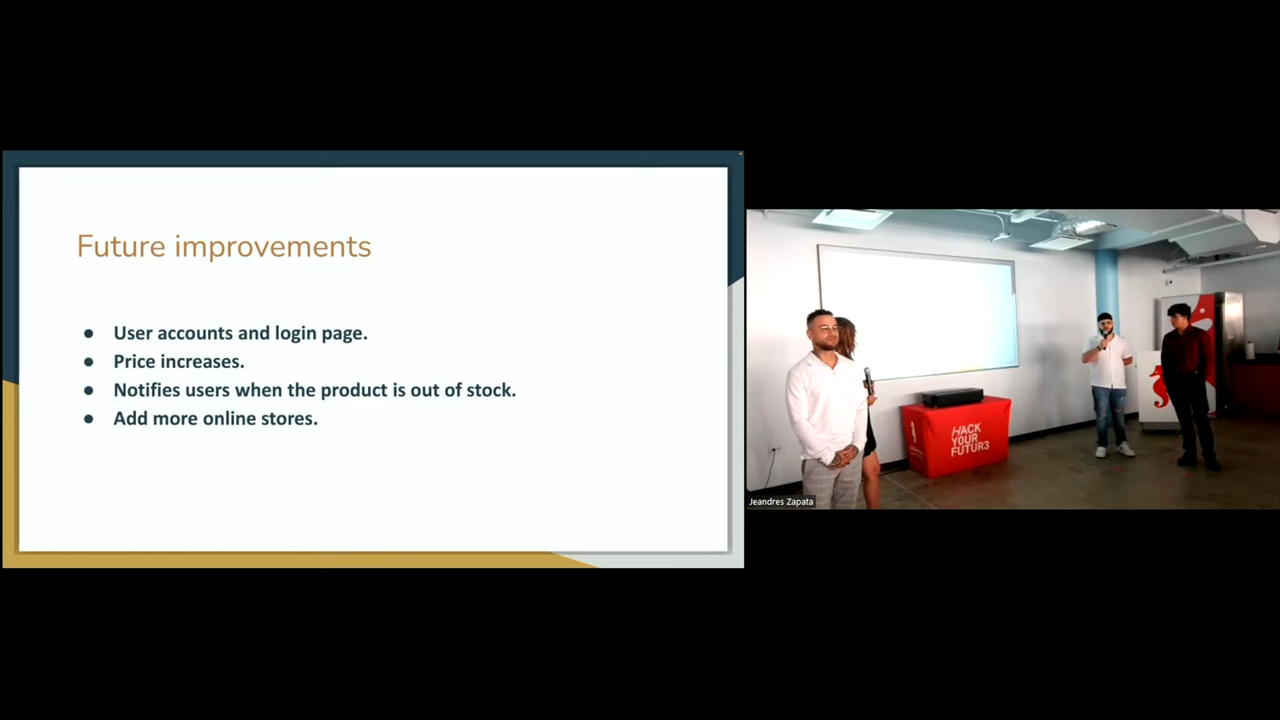 Future improvements
● User accounts and login page.
● Price increases.
● Notifies users when the product is out of stock.
● Add more online stores.
HACK
YOUR
FUTUR3
Jeandres Zapata